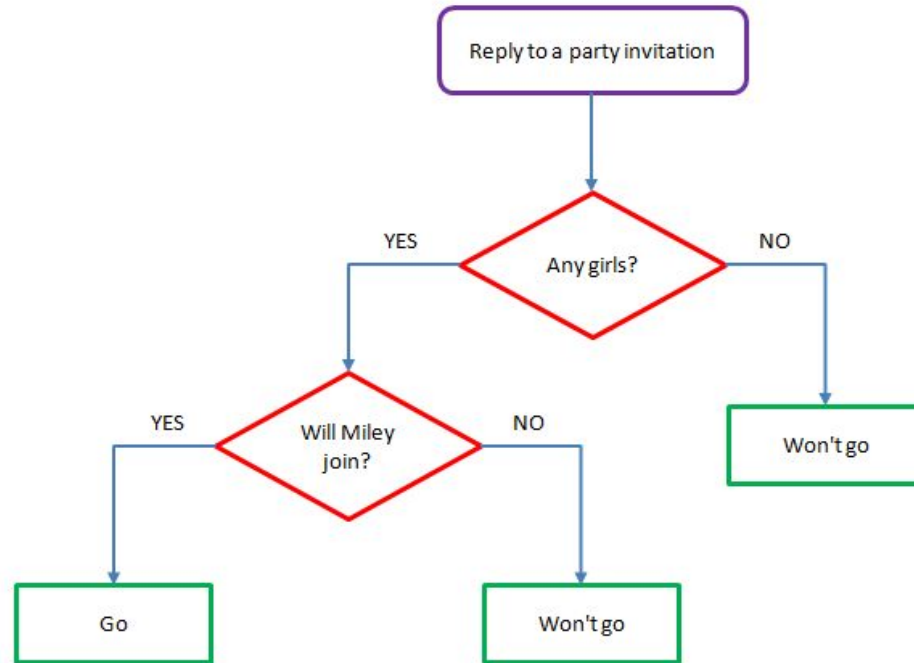 Reply to a party invitation
YES
NO
Any girls?
YES
NO
Will Miley
join?
Won't go
Go
Won't go